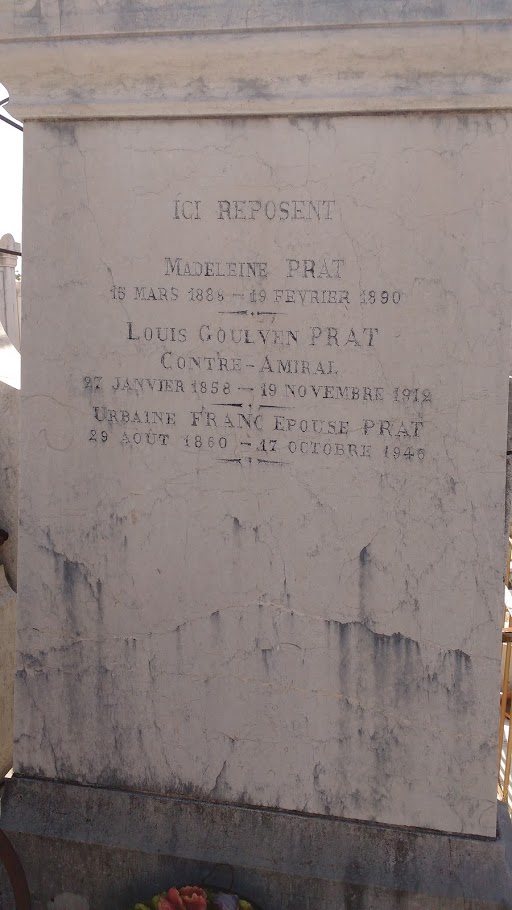 ICI REPOSENT
MADELEINE PRAT
15 MARS 1888 — 19 FEVRIER 1890
LOUIS GOULVEN PRAT
CONTRE-AMIRAL
27 JANVIER 1858 — 19 NOVEMBRE 1912
URBAINE FRANC EPOUSE PRAT
29 AOUT 1860 — 17 OCTOBRE 1946